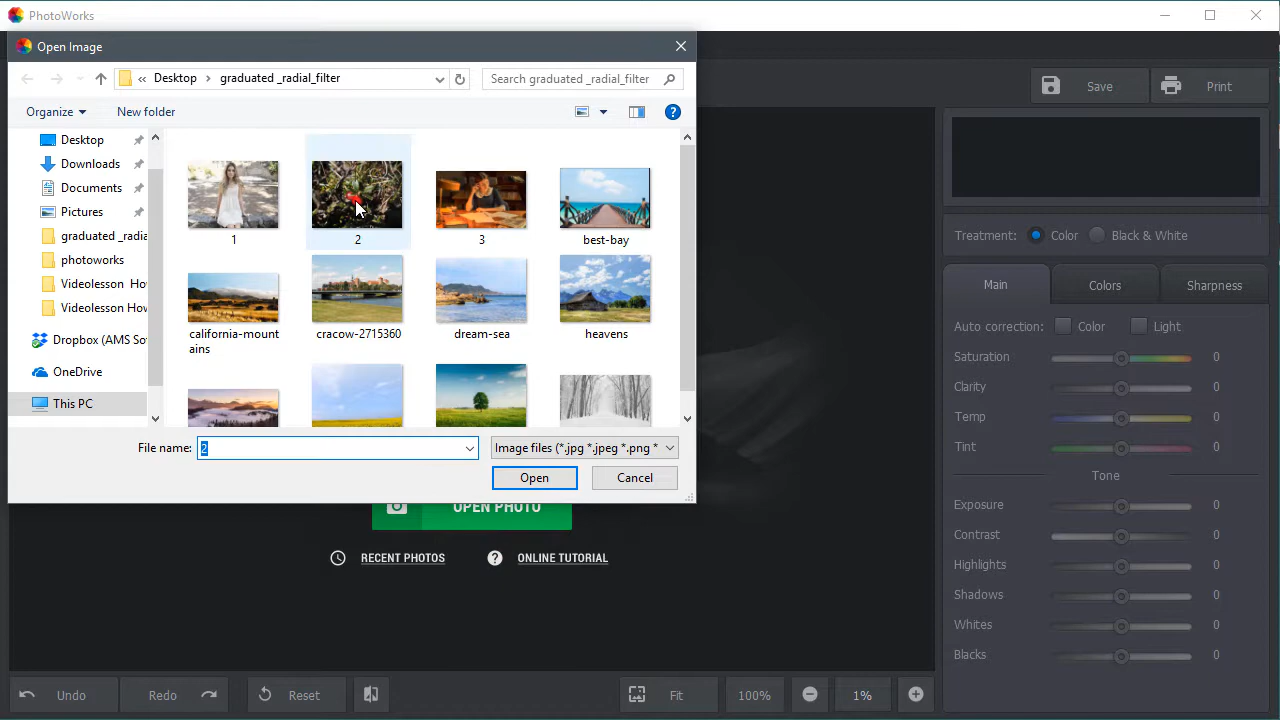 PhotoWorks
Open Image
« Desktop > graduated _radial_filter
Search graduated _radial_filter
Save
Print
Organize
New folder
Desktop
Downloads
Documents
Pictures
graduated _radia
photoworks
Videolesson Hov
Videolesson Hov
Dropbox (AMS Sof
OneDrive
This PC
1
2
3
best-bay
california-mount
ains
cracow-2715360
dream-sea
heavens
File name:
2
Image files (*.jpg *.jpeg *.png *
Open
Cancel
OPEN PHOTO
RECENT PHOTOS
ONLINE TUTORIAL
Treatment:
Color
Black & White
Main
Colors
Sharpness
Auto correction:
Color
Light
Saturation 0
Clarity 0
Temp 0
Tint 0
Tone
Exposure 0
Contrast 0
Highlights 0
Shadows 0
Whites 0
Blacks 0
Undo
Redo
Reset
Fit
100%
1%